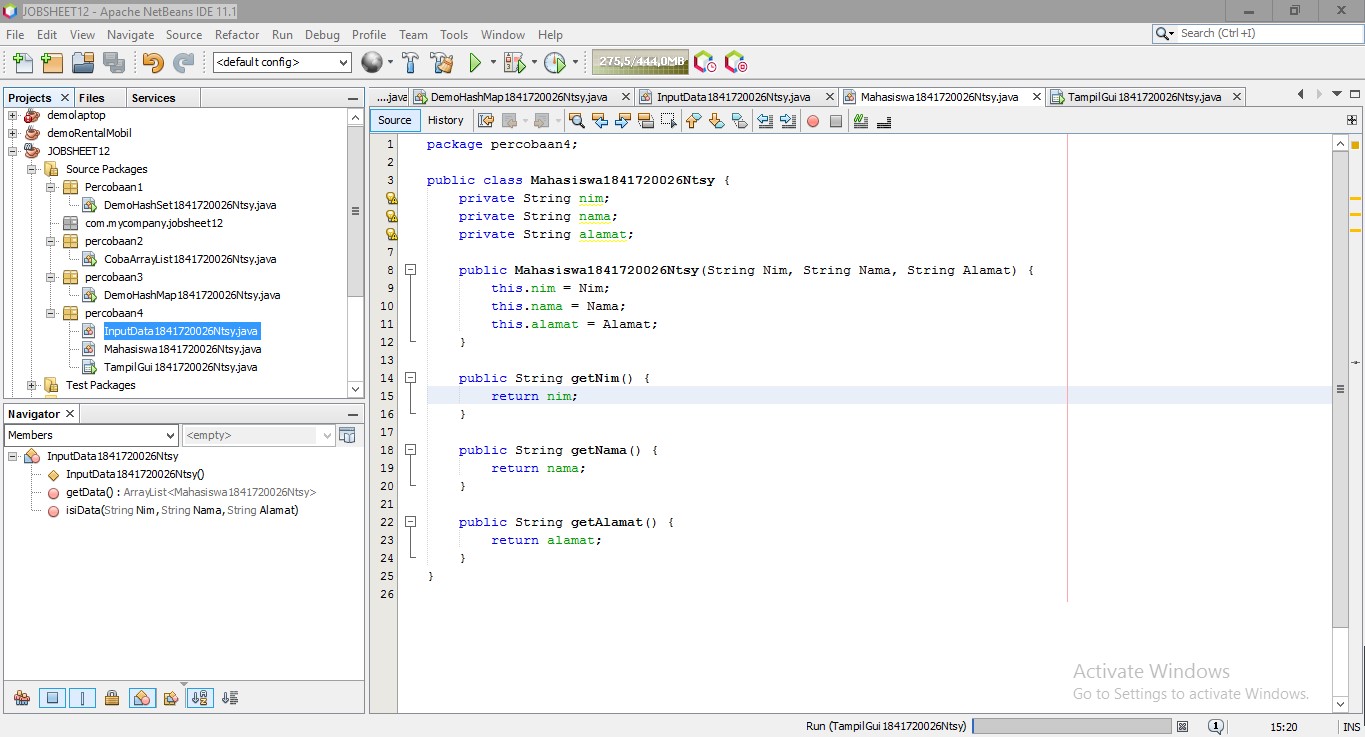 JOBSHEET12 - Apache NetBeans IDE 11.1
File Edit View Navigate Source Refactor Run Debug Profile Team Tools Window Help
Search (Ctrl+I)
<default config>
275,5/444,0MB
Projects Files Services
demolaptop
demoRentalMobil
JOBSHEET12
Source Packages
Percobaan1
DemoHashSet1841720026Ntsy.java
com.mycompany.jobsheet12
percobaan2
CobaArrayList1841720026Ntsy.java
percobaan3
DemoHashMap1841720026Ntsy.java
percobaan4
InputData1841720026Ntsy.java
Mahasiswa1841720026Ntsy.java
TampilGui1841720026Ntsy.java
Test Packages
Navigator
Members <empty>
InputData1841720026Ntsy
InputData1841720026Ntsy()
getData() : ArrayList<Mahasiswa1841720026Ntsy>
isiData(String Nim, String Nama, String Alamat)
....java DemoHashMap1841720026Ntsy.java InputData1841720026Ntsy.java Mahasiswa1841720026Ntsy.java TampilGui1841720026Ntsy.java
Source History
1 package percobaan4;
2
3 public class Mahasiswa1841720026Ntsy {
private String nim;
private String nama;
private String alamat;
7
8 public Mahasiswa1841720026Ntsy(String Nim, String Nama, String Alamat) {
9 this.nim = Nim;
10 this.nama = Nama;
11 this.alamat = Alamat;
12 }
13
14 public String getNim() {
15 return nim;
16 }
17
18 public String getNama() {
19 return nama;
20 }
21
22 public String getAlamat() {
23 return alamat;
24 }
25 }
26
Activate Windows
Go to Settings to activate Windows.
Run (TampilGui1841720026Ntsy) 1 15:20 INS